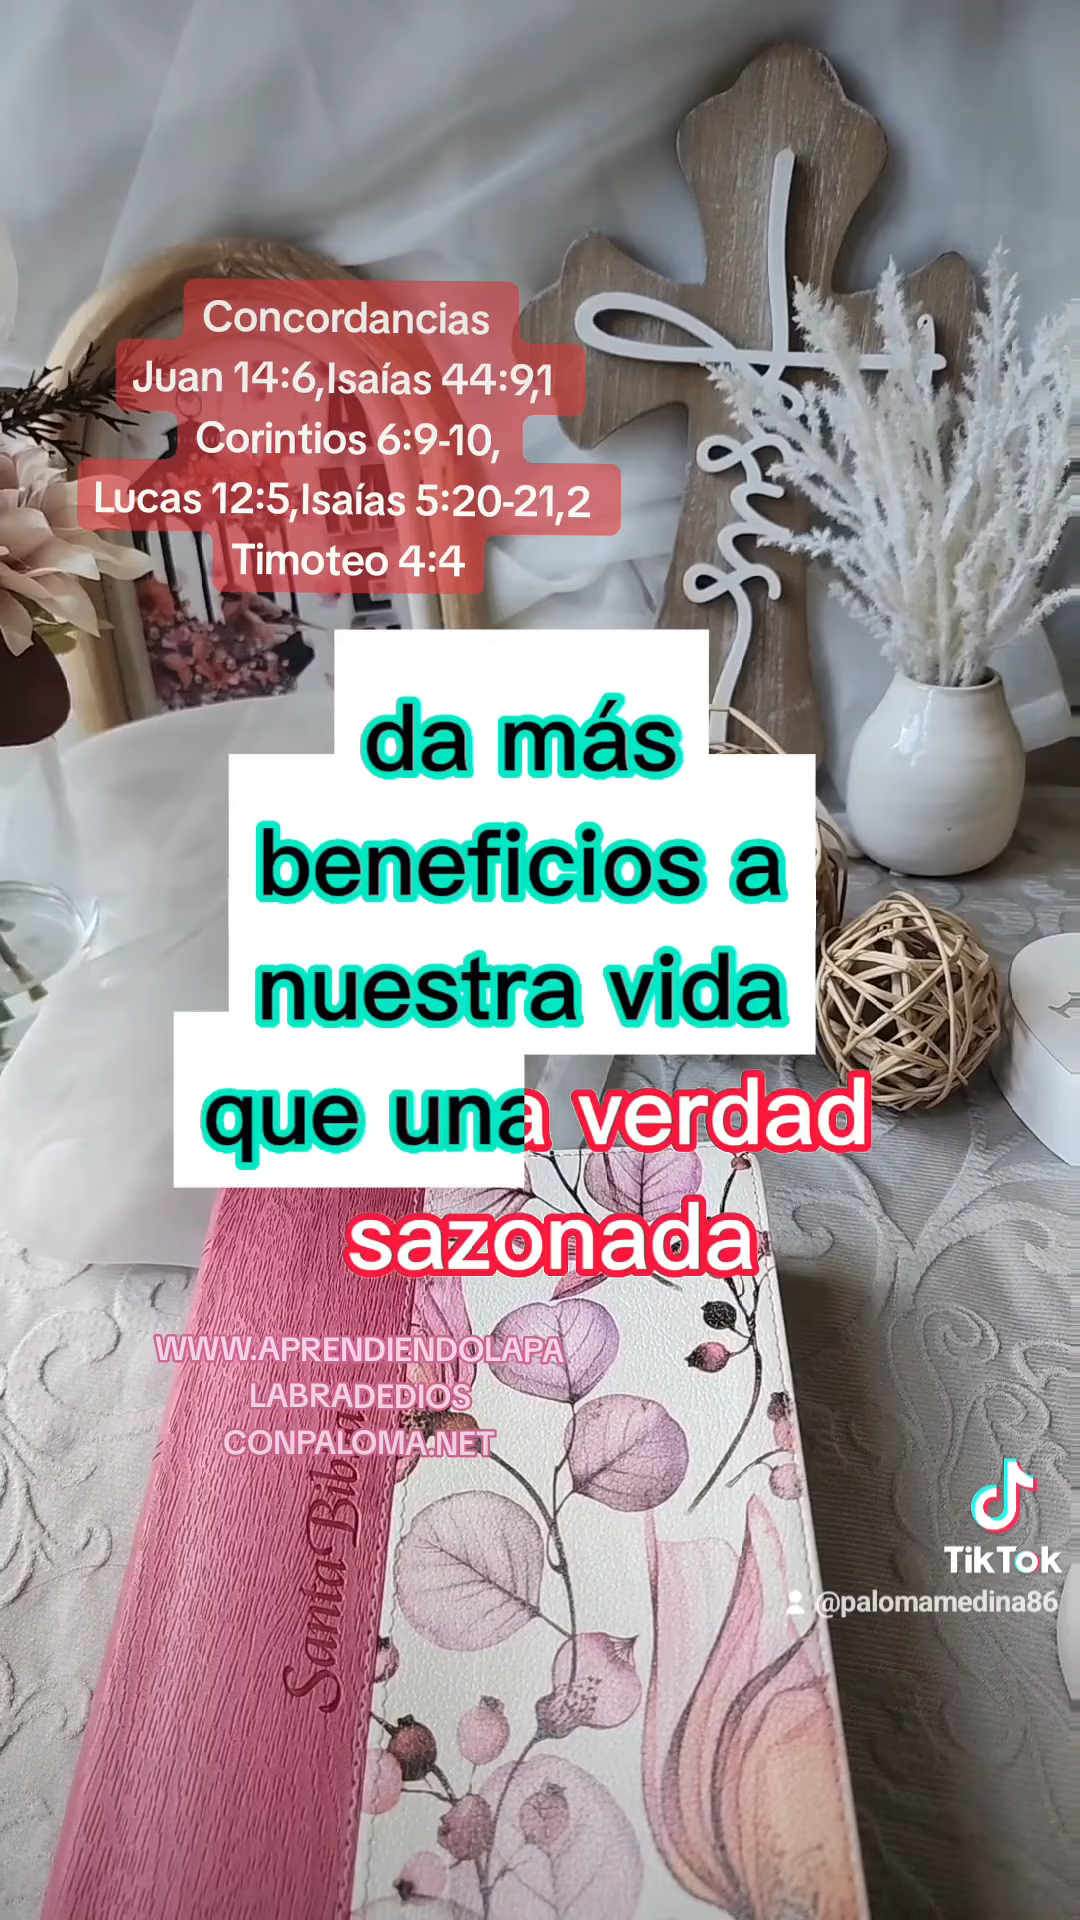 Concordancias
Juan 14:6,Isaías 44:9,1
Corintios 6:9-10,
Lucas 12:5,Isaías 5:20-21,2
Timoteo 4:4
Jesus
da más
beneficios a
nuestra vida
que una verdad
sazonada
WWW.APRENDIENDOLAPA
LABRADEDIOS
CONPALOMA.NET
Santa Biblia
TikTok
@palomamedina86